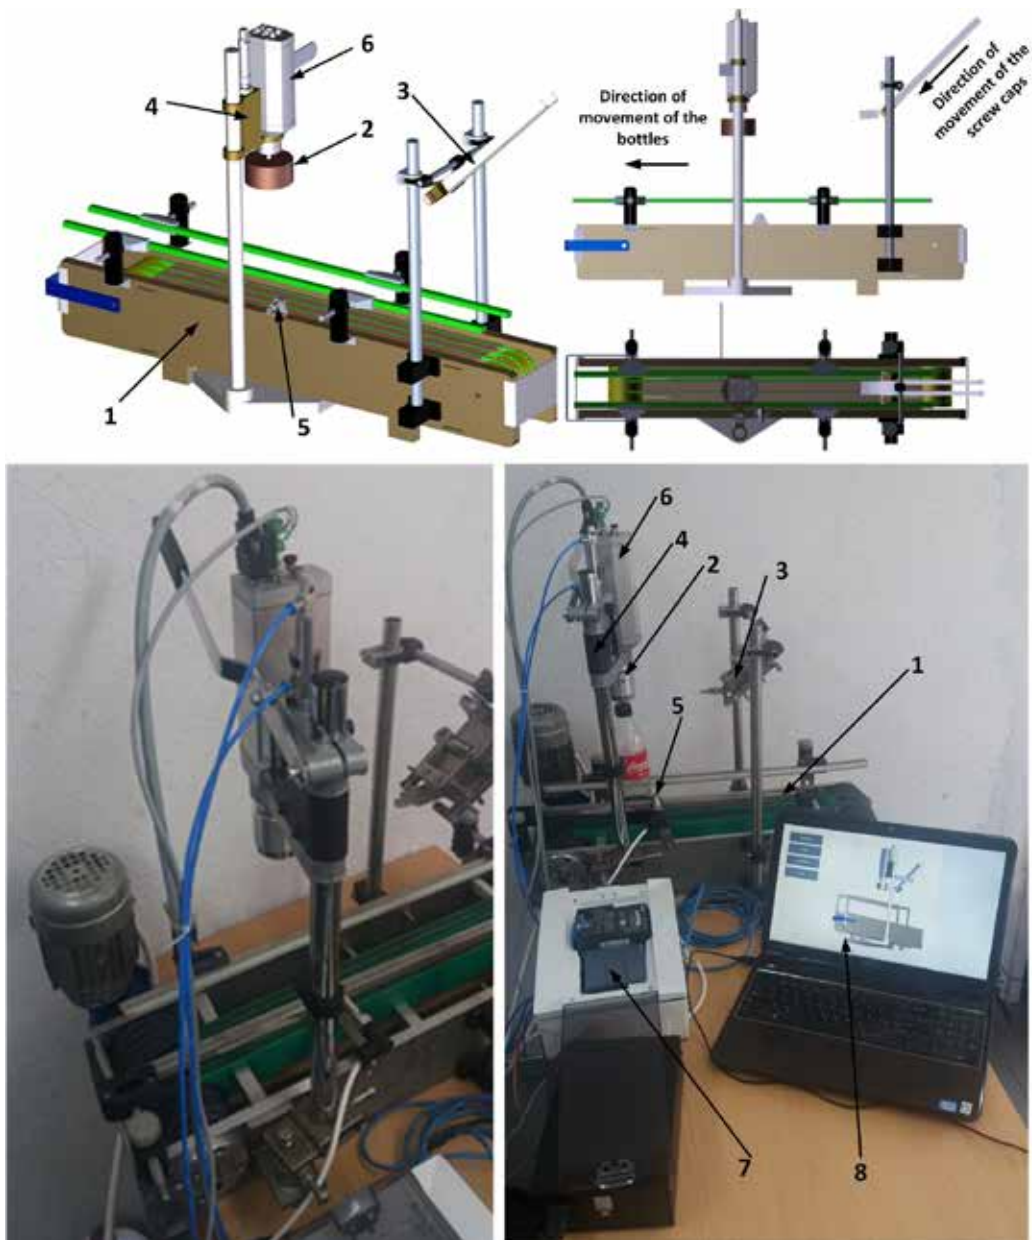 6
4
2
3
1
5
Direction of
movement of the
bottles
Direction of
movement of the
screw caps
6
4
2
3
1
5
7
8